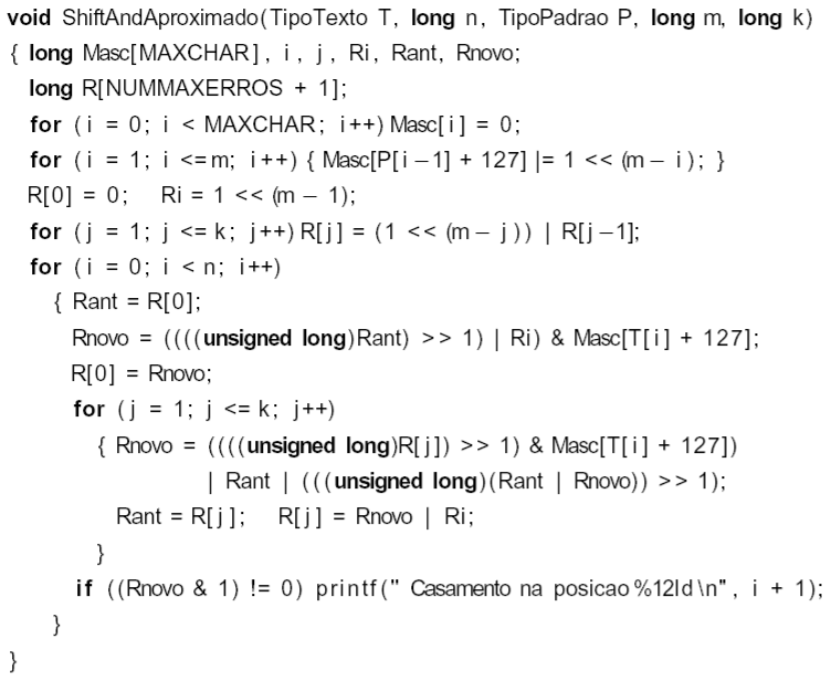 void ShiftAndAproximado(TipoTexto T, long n, TipoPadrao P, long m, long k)
{ long Masc[MAXCHAR], i, j, Ri, Rant, Rnovo;
long R[NUMMAXERROS + 1];
for (i = 0; i < MAXCHAR; i++) Masc[i] = 0;
for (i = 1; i <= m; i++) { Masc[P[i−1] + 127] |= 1 << (m − i); }
R[0] = 0; Ri = 1 << (m − 1);
for (j = 1; j <= k; j++) R[j] = (1 << (m − j)) | R[j−1];
for (i = 0; i < n; i++)
{ Rant = R[0];
Rnovo = ((((unsigned long)Rant) >> 1) | Ri) & Masc[T[i] + 127];
R[0] = Rnovo;
for (j = 1; j <= k; j++)
{ Rnovo = ((((unsigned long)R[j]) >> 1) & Masc[T[i] + 127])
| Rant | (((unsigned long)(Rant | Rnovo)) >> 1);
Rant = R[j]; R[j] = Rnovo | Ri;
}
if ((Rnovo & 1) != 0) printf(" Casamento na posicao %12ld\n", i + 1);
}
}